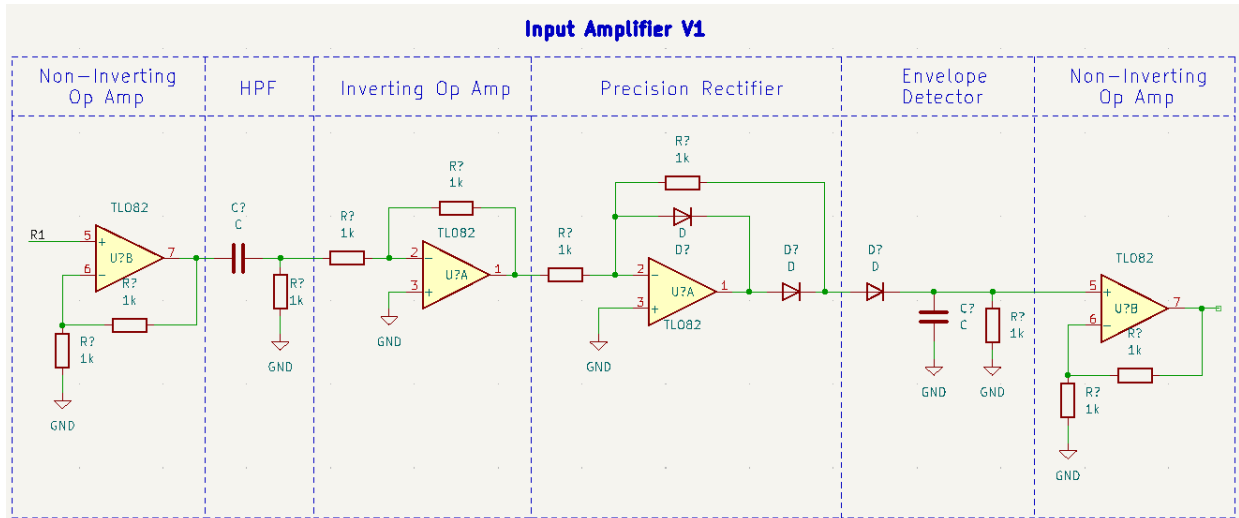 Input Amplifier V1
Non-Inverting
Op Amp
HPF
Inverting Op Amp
Precision Rectifier
Envelope
Detector
Non-Inverting
Op Amp
TL082
R1
5
+
6
-
7
U?B
R?
1k
R?
1k
GND
C?
C
R?
1k
GND
R?
1k
R?
1k
TL082
2
-
3
+
1
U?A
GND
R?
1k
R?
1k
D
D?
2
-
3
+
1
U?A
TL082
GND
D?
D
D?
D
C?
C
GND
R?
1k
GND
TL082
5
+
6
-
7
U?B
R?
1k
R?
1k
GND